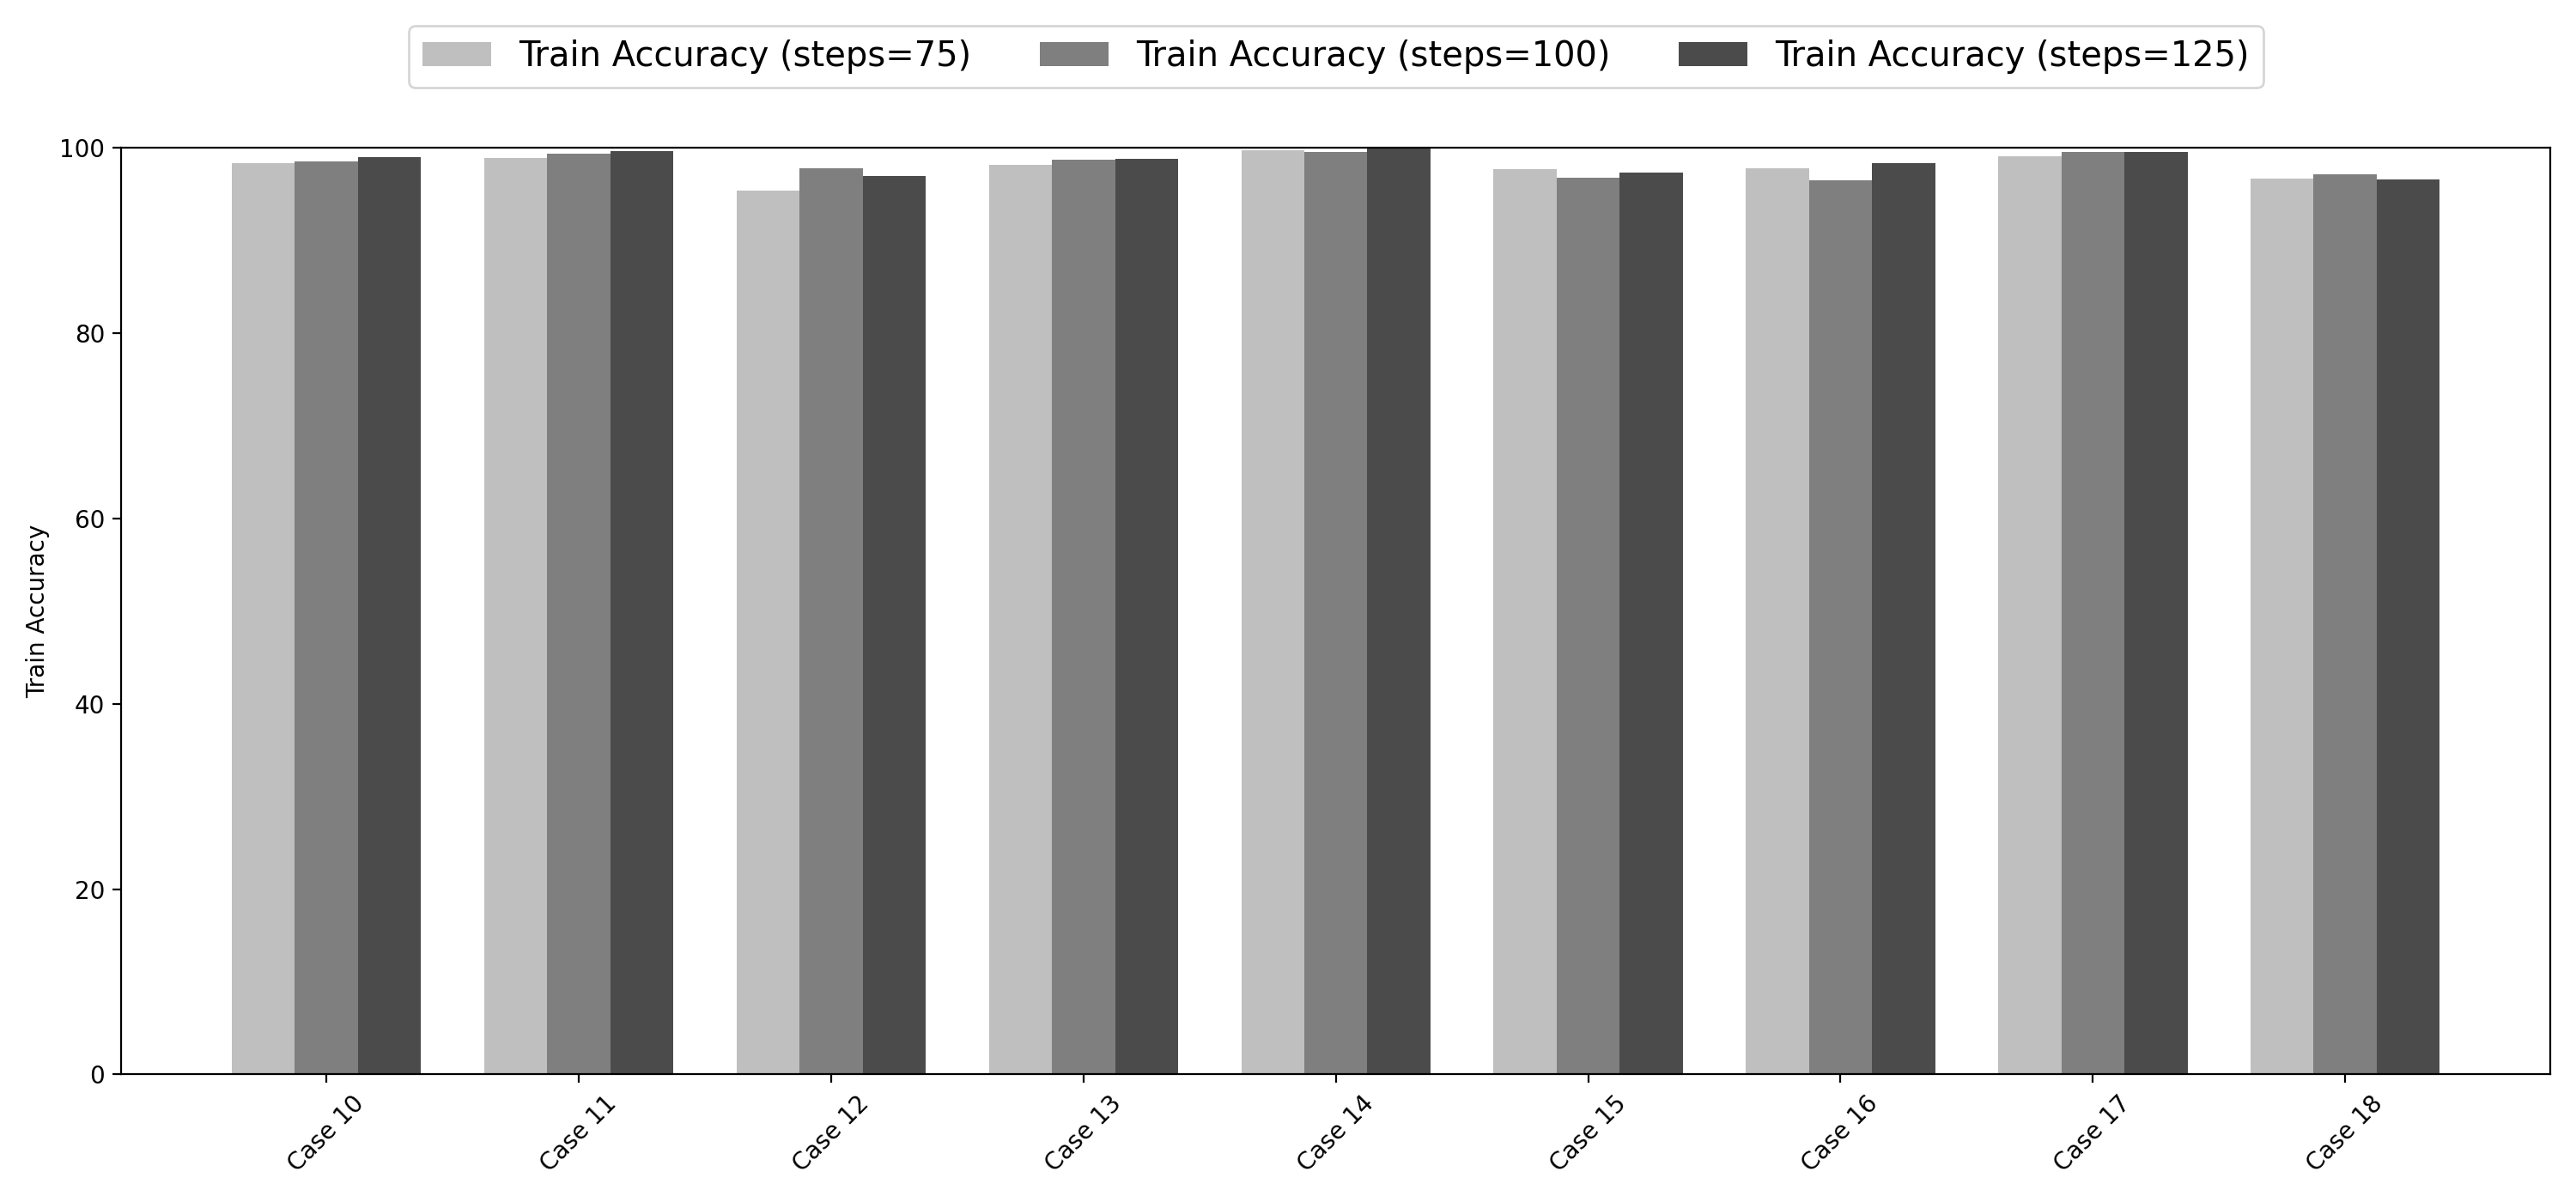 Train Accuracy (steps=75) Train Accuracy (steps=100) Train Accuracy (steps=125)
Train Accuracy
100
80
60
40
20
0
Case 10 Case 11 Case 12 Case 13 Case 14 Case 15 Case 16 Case 17 Case 18